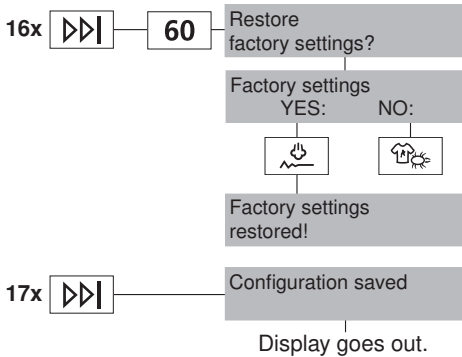 16x 60 Restore
factory settings?
Factory settings
YES: NO:
Factory settings
restored!
17x Configuration saved
Display goes out.